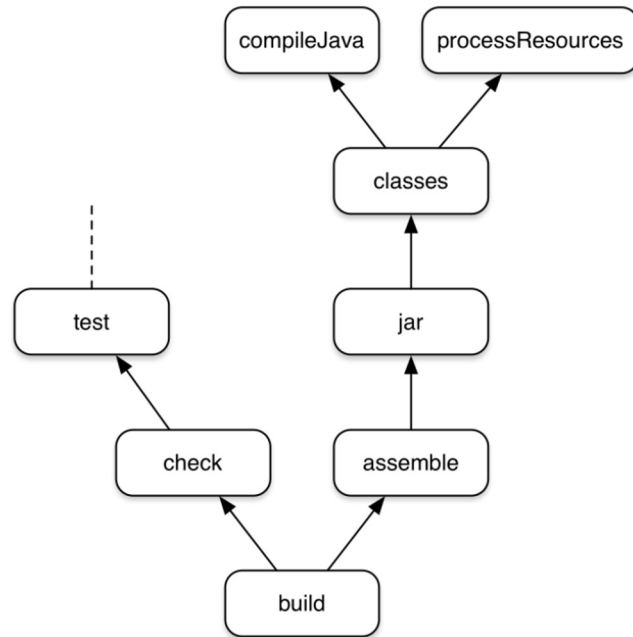 compileJava
processResources
classes
test
jar
check
assemble
build